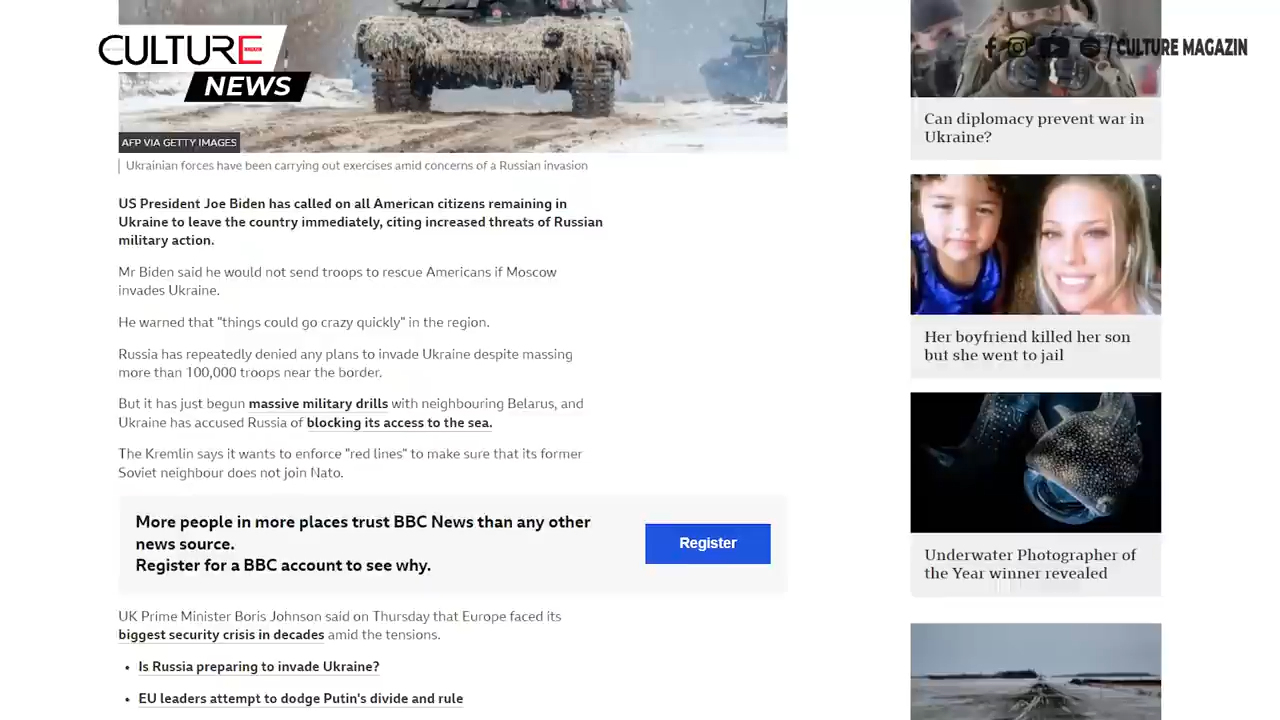 CULTURE
NEWS
/ CULTURE MAGAZIN
AFP VIA GETTY IMAGES
Ukrainian forces have been carrying out exercises amid concerns of a Russian invasion
US President Joe Biden has called on all American citizens remaining in
Ukraine to leave the country immediately, citing increased threats of Russian
military action.
Mr Biden said he would not send troops to rescue Americans if Moscow
invades Ukraine.
He warned that "things could go crazy quickly" in the region.
Russia has repeatedly denied any plans to invade Ukraine despite massing
more than 100,000 troops near the border.
But it has just begun massive military drills with neighbouring Belarus, and
Ukraine has accused Russia of blocking its access to the sea.
The Kremlin says it wants to enforce "red lines" to make sure that its former
Soviet neighbour does not join Nato.
More people in more places trust BBC News than any other
news source.
Register for a BBC account to see why.
Register
UK Prime Minister Boris Johnson said on Thursday that Europe faced its
biggest security crisis in decades amid the tensions.
• Is Russia preparing to invade Ukraine?
• EU leaders attempt to dodge Putin's divide and rule
Can diplomacy prevent war in
Ukraine?
Her boyfriend killed her son
but she went to jail
Underwater Photographer of
the Year winner revealed